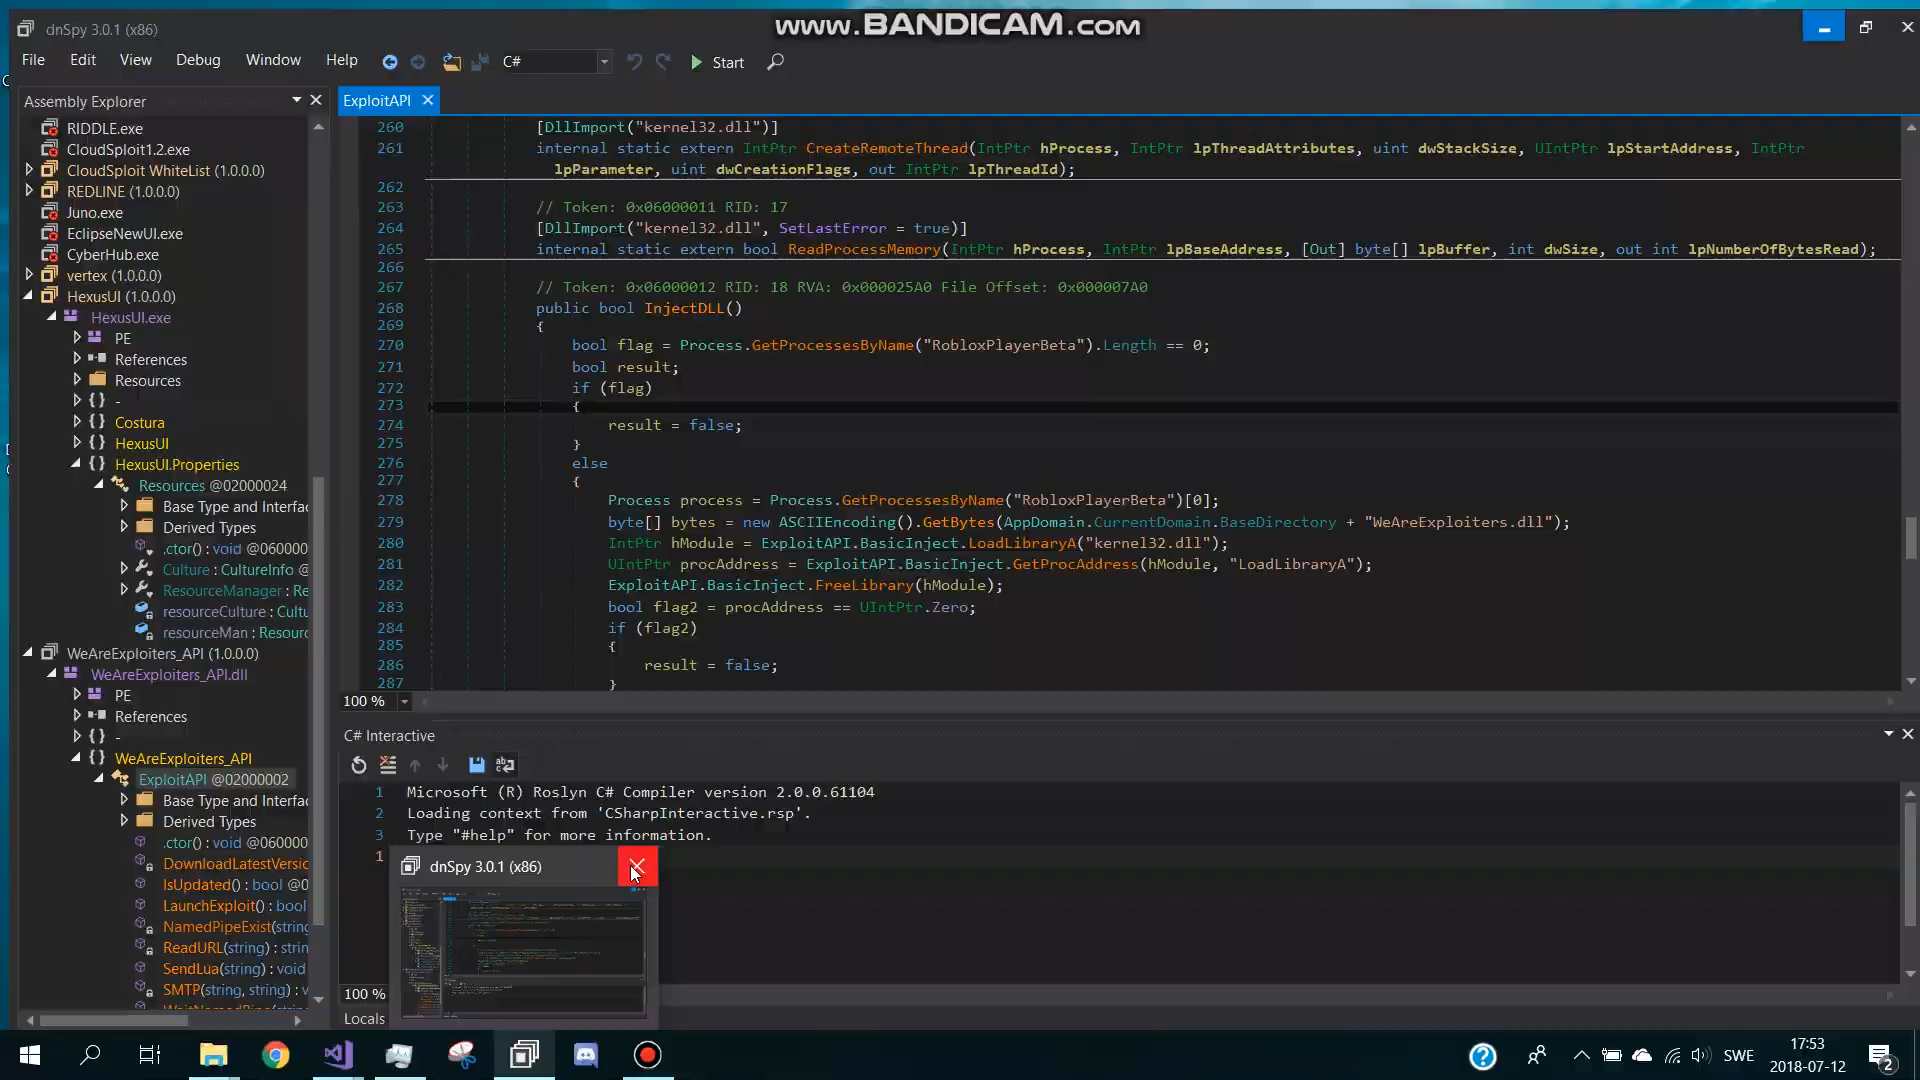 dnSpy 3.0.1 (x86)
www.BANDICAM.com
File Edit View Debug Window Help C# Start
Assembly Explorer
RIDDLE.exe
CloudSploit1.2.exe
CloudSploit WhiteList (1.0.0.0)
REDLINE (1.0.0.0)
Juno.exe
EclipseNewUI.exe
CyberHub.exe
vertex (1.0.0.0)
HexusUI (1.0.0.0)
HexusUI.exe
PE
References
Resources
-
Costura
HexusUI
HexusUI.Properties
Resources @02000024
Base Type and Interfac
Derived Types
.ctor() : void @060000
Culture : CultureInfo @
ResourceManager : Re
resourceCulture : Cultu
resourceMan : Resourc
WeAreExploiters_API (1.0.0.0)
WeAreExploiters_API.dll
PE
References
-
WeAreExploiters_API
ExploitAPI @02000002
Base Type and Interfac
Derived Types
.ctor() : void @060000
DownloadLatestVersic
IsUpdated() : bool @0
LaunchExploit() : bool
NamedPipeExist(string
ReadURL(string) : strin
SendLua(string) : void
SMTP(string, string) : v
ExploitAPI
260 [DllImport("kernel32.dll")]
261 internal static extern IntPtr CreateRemoteThread(IntPtr hProcess, IntPtr lpThreadAttributes, uint dwStackSize, UIntPtr lpStartAddress, IntPtr
lpParameter, uint dwCreationFlags, out IntPtr lpThreadId);
262
263 // Token: 0x06000011 RID: 17
264 [DllImport("kernel32.dll", SetLastError = true)]
265 internal static extern bool ReadProcessMemory(IntPtr hProcess, IntPtr lpBaseAddress, [Out] byte[] lpBuffer, int dwSize, out int lpNumberOfBytesRead);
266
267 // Token: 0x06000012 RID: 18 RVA: 0x000025A0 File Offset: 0x000007A0
268 public bool InjectDLL()
269 {
270 bool flag = Process.GetProcessesByName("RobloxPlayerBeta").Length == 0;
271 bool result;
272 if (flag)
273 {
274 result = false;
275 }
276 else
277 {
278 Process process = Process.GetProcessesByName("RobloxPlayerBeta")[0];
279 byte[] bytes = new ASCIIEncoding().GetBytes(AppDomain.CurrentDomain.BaseDirectory + "WeAreExploiters.dll");
280 IntPtr hModule = ExploitAPI.BasicInject.LoadLibraryA("kernel32.dll");
281 UIntPtr procAddress = ExploitAPI.BasicInject.GetProcAddress(hModule, "LoadLibraryA");
282 ExploitAPI.BasicInject.FreeLibrary(hModule);
283 bool flag2 = procAddress == UIntPtr.Zero;
284 if (flag2)
285 {
286 result = false;
287 }
100 %
C# Interactive
1 Microsoft (R) Roslyn C# Compiler version 2.0.0.61104
2 Loading context from 'CSharpInteractive.rsp'.
3 Type "#help" for more information.
1
dnSpy 3.0.1 (x86)
100 %
Locals
SWE
17:53
2018-07-12
2